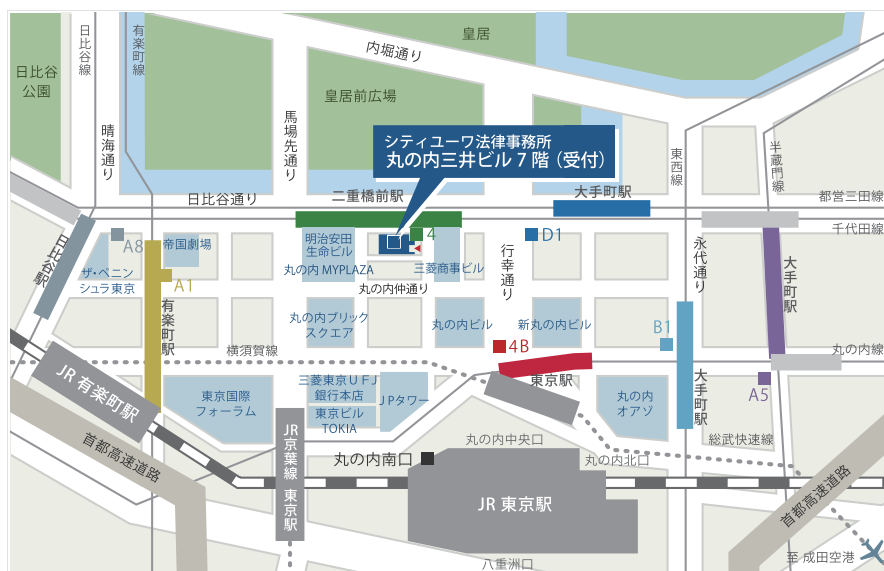 日比谷線
有楽町線
皇居
内堀通り
日比谷
公園
皇居前広場
晴海通り
馬場先通り
シティユーワ法律事務所
丸の内三井ビル7階（受付）
東西線
半蔵門線
日比谷通り
二重橋前駅
大手町駅
都営三田線
千代田線
日比谷駅
A8
帝国劇場
明治安田
生命ビル
丸の内 MYPLAZA
4
三菱商事ビル
行幸通り
D1
永代通り
大手町駅
ザ・ペニン
シュラ東京
A1
有楽町駅
丸の内仲通り
丸の内ブリック
スクエア
丸の内ビル
新丸の内ビル
B1
横須賀線
4B
丸の内線
東京駅
JR 有楽町駅
東京国際
フォーラム
三菱東京UFJ
銀行本店
東京ビル
TOKIA
JPタワー
丸の内
オアゾ
大手町駅
A5
首都高速道路
JR京葉線 東京駅
丸の内南口
丸の内中央口
丸の内北口
総武快速線
JR 東京駅
首都高速道路
八重洲口
至 成田空港